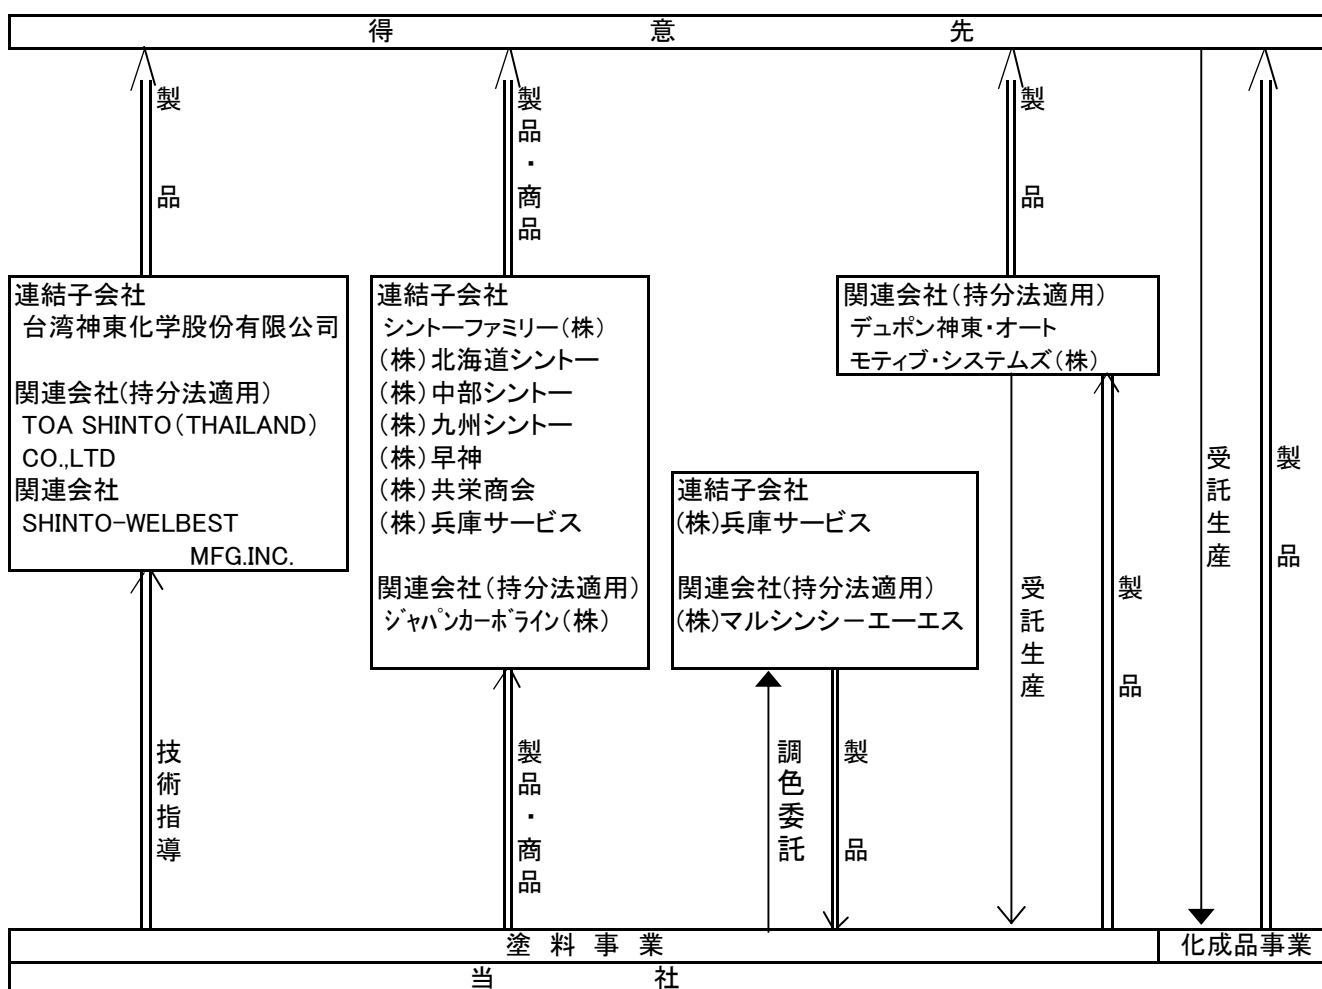 得意先
製品
製品・商品
製品
連結子会社
台湾神東化学股份有限公司
関連会社(持分法適用)
TOA SHINTO(THAILAND)
CO.,LTD
関連会社
SHINTO-WELBEST
MFG.INC.
連結子会社
シントーファミリー(株)
(株)北海道シントー
(株)中部シントー
(株)九州シントー
(株)早神
(株)共栄商会
(株)兵庫サービス
関連会社(持分法適用)
ジャパンカーボライン(株)
連結子会社
(株)兵庫サービス
関連会社(持分法適用)
(株)マルシンシーエーエス
関連会社(持分法適用)
デュポン神東・オート
モティブ・システムズ(株)
受託生産
製品
技術指導
製品・商品
調色委託
製品
受託生産
製品
塗料事業
化成品事業
当社